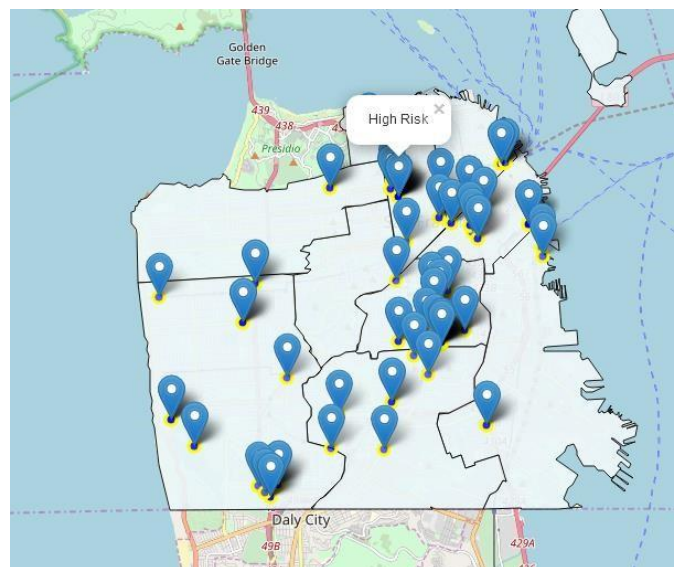 Golden
Gate Bridge
439
438
Presidio
High Risk ×
Daly City
49B
429A